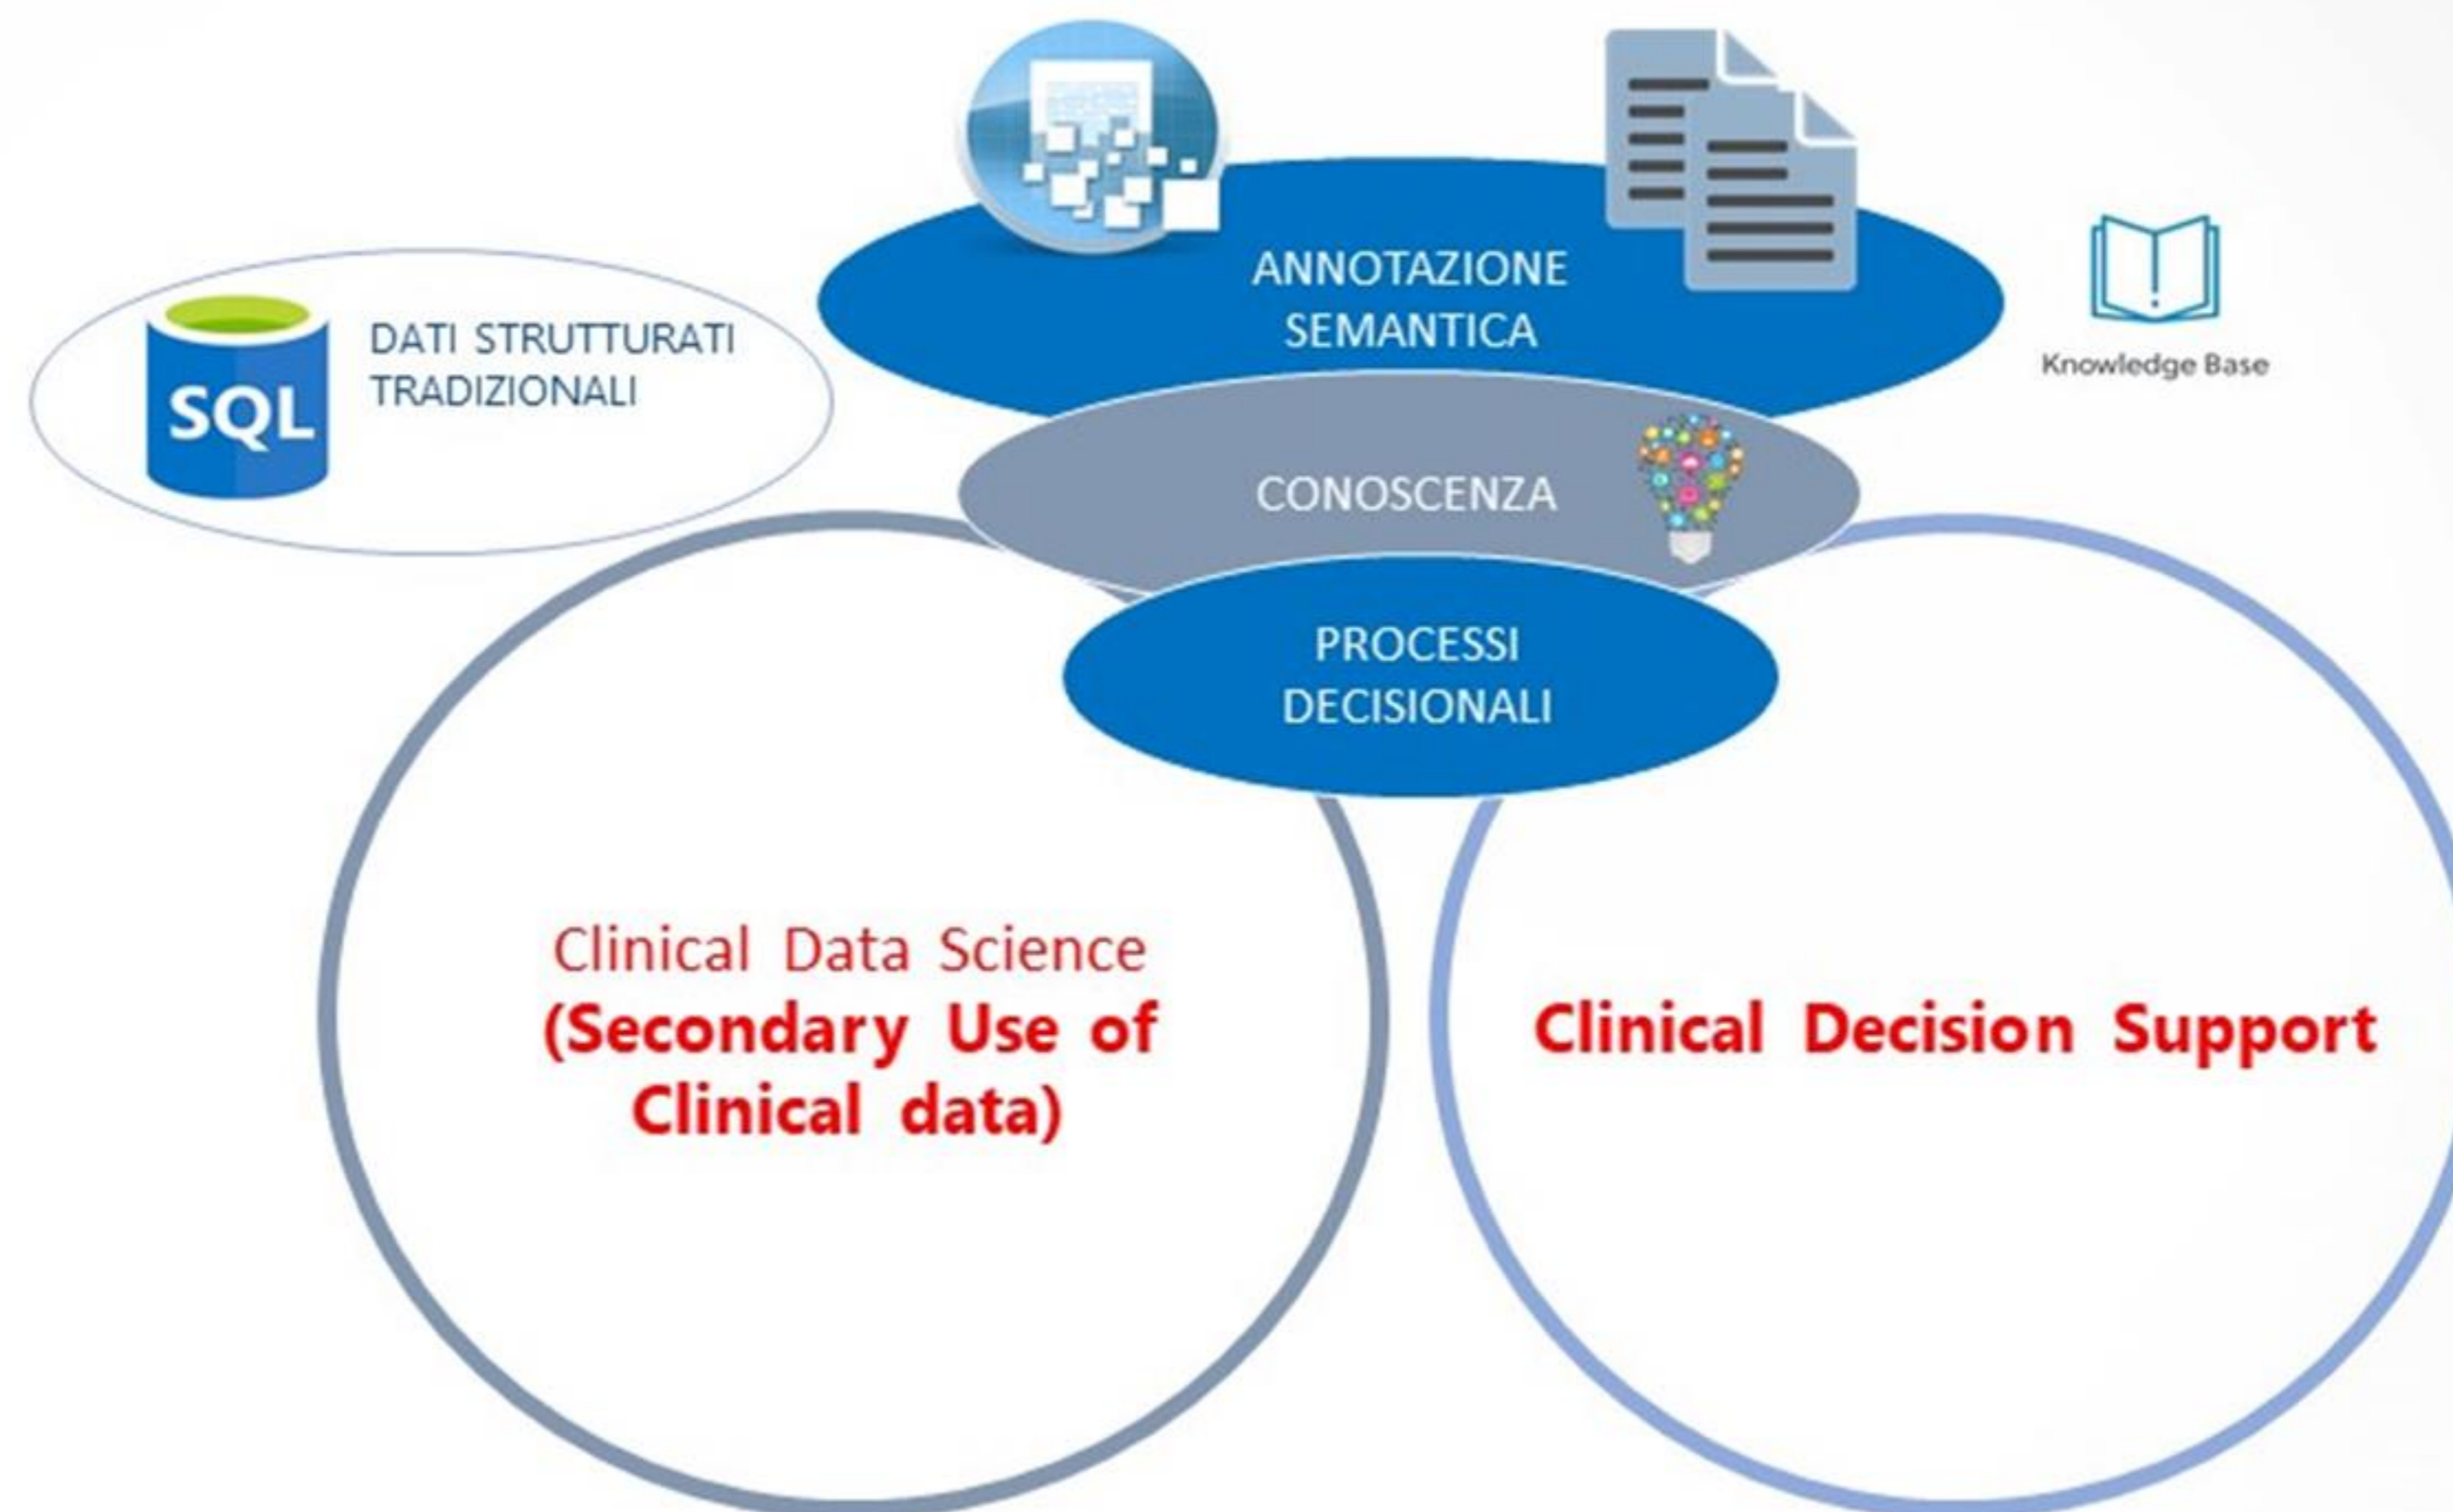 ANNOTAZIONE
SEMANTICA
SQL
DATI STRUTTURATI
TRADIZIONALI
Knowledge Base
CONOSCENZA
PROCESSI
DECISIONALI
Clinical Data Science
(Secondary Use of
Clinical data)
Clinical Decision Support